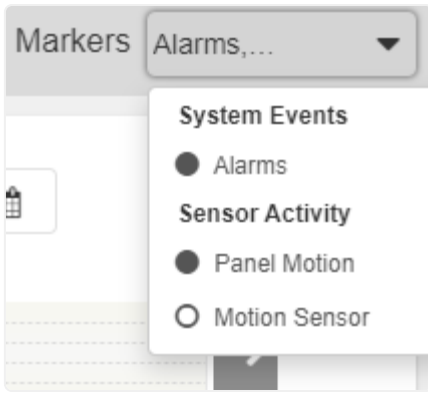 Markers Alarms,...
System Events
Alarms
Sensor Activity
Panel Motion
Motion Sensor